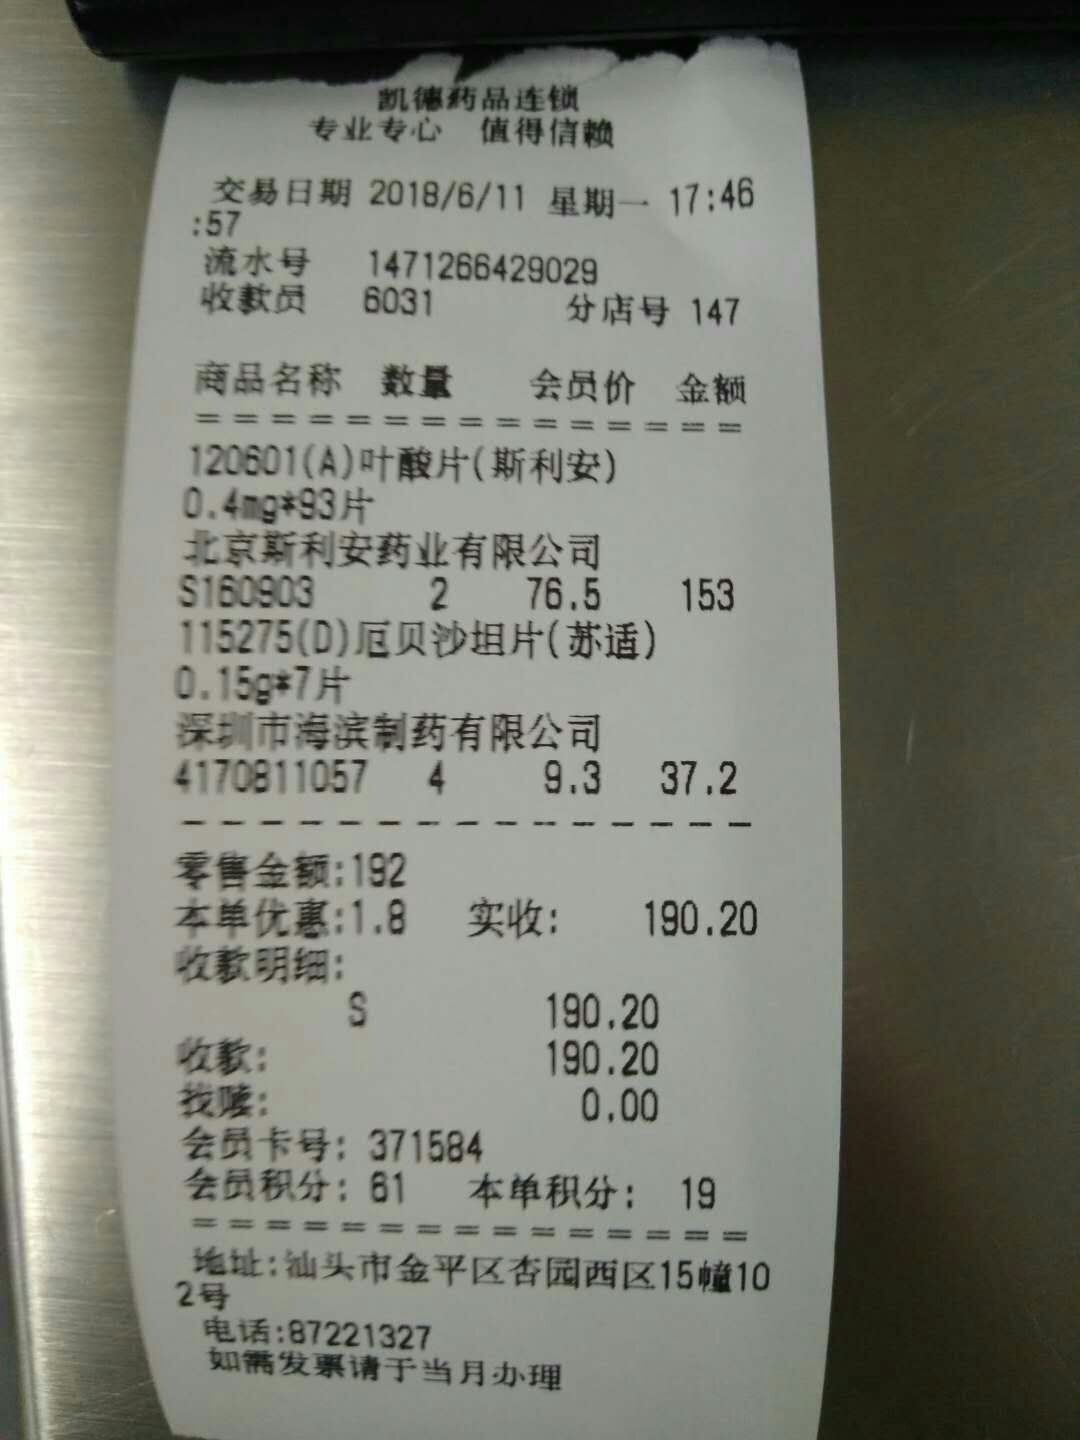 凯德药品连锁
专业专心 值得信赖
交易日期 2018/6/11 星期一 17:46
:57
流水号 1471266429029
收款员 6031 分店号 147
商品名称 数量 会员价 金额
================
120601(A)叶酸片(斯利安)
0.4mg*93片
北京斯利安药业有限公司
S160903 2 76.5 153
115275(D)厄贝沙坦片(苏适)
0.15g*7片
深圳市海滨制药有限公司
4170811057 4 9.3 37.2
---------------
零售金额:192
本单优惠:1.8 实收: 190.20
收款明细:
S 190.20
收款: 190.20
找赎: 0.00
会员卡号: 371584
会员积分: 61 本单积分: 19
================
地址:汕头市金平区杏园西区15幢10
2号
电话:87221327
如需发票请于当月办理